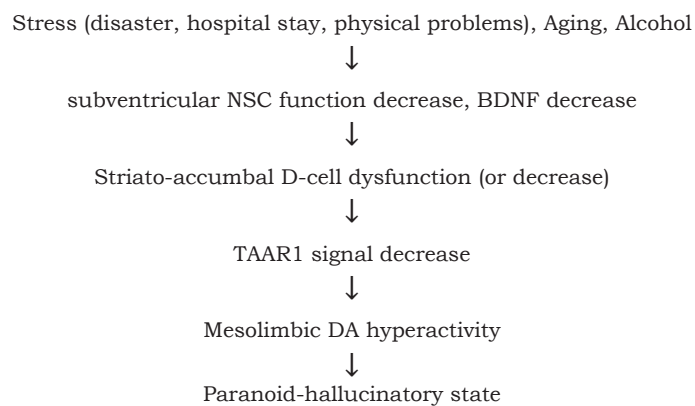 Stress (disaster, hospital stay, physical problems), Aging, Alcohol
↓
subventricular NSC function decrease, BDNF decrease
↓
Striato-accumbal D-cell dysfunction (or decrease)
↓
TAAR1 signal decrease
↓
Mesolimbic DA hyperactivity
↓
Paranoid-hallucinatory state